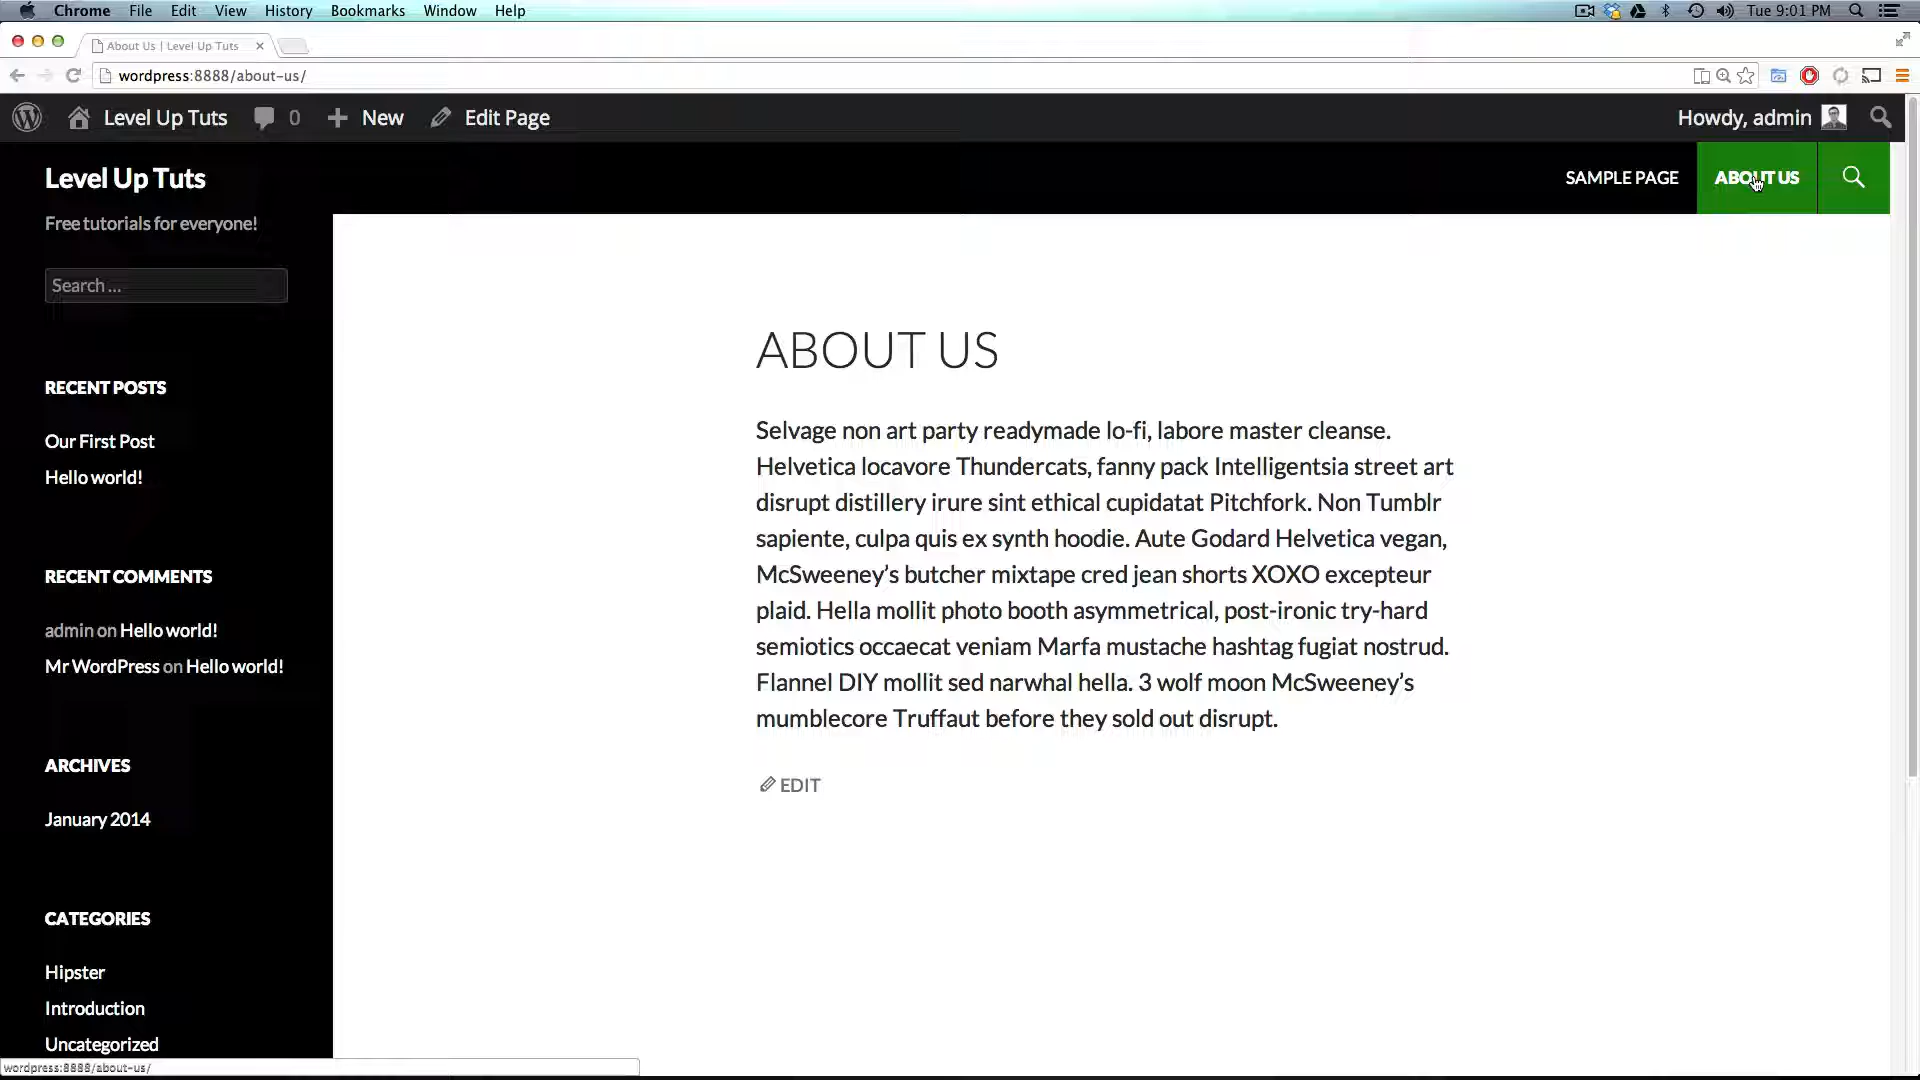 Chrome File Edit View History Bookmarks Window Help Tue 9:01 PM
About Us | Level Up Tuts
wordpress:8888/about-us/
Level Up Tuts 0 New Edit Page Howdy, admin
Level Up Tuts
SAMPLE PAGE ABOUT US
Free tutorials for everyone!
Search ...
RECENT POSTS
Our First Post
Hello world!
RECENT COMMENTS
admin on Hello world!
Mr WordPress on Hello world!
ARCHIVES
January 2014
CATEGORIES
Hipster
Introduction
Uncategorized
ABOUT US
Selvage non art party readymade lo-fi, labore master cleanse.
Helvetica locavore Thundercats, fanny pack Intelligentsia street art
disrupt distillery irure sint ethical cupidatat Pitchfork. Non Tumblr
sapiente, culpa quis ex synth hoodie. Aute Godard Helvetica vegan,
McSweeney’s butcher mixtape cred jean shorts XOXO excepteur
plaid. Hella mollit photo booth asymmetrical, post-ironic try-hard
semiotics occaecat veniam Marfa mustache hashtag fugiat nostrud.
Flannel DIY mollit sed narwhal hella. 3 wolf moon McSweeney’s
mumblecore Truffaut before they sold out disrupt.
EDIT
wordpress:8888/about-us/